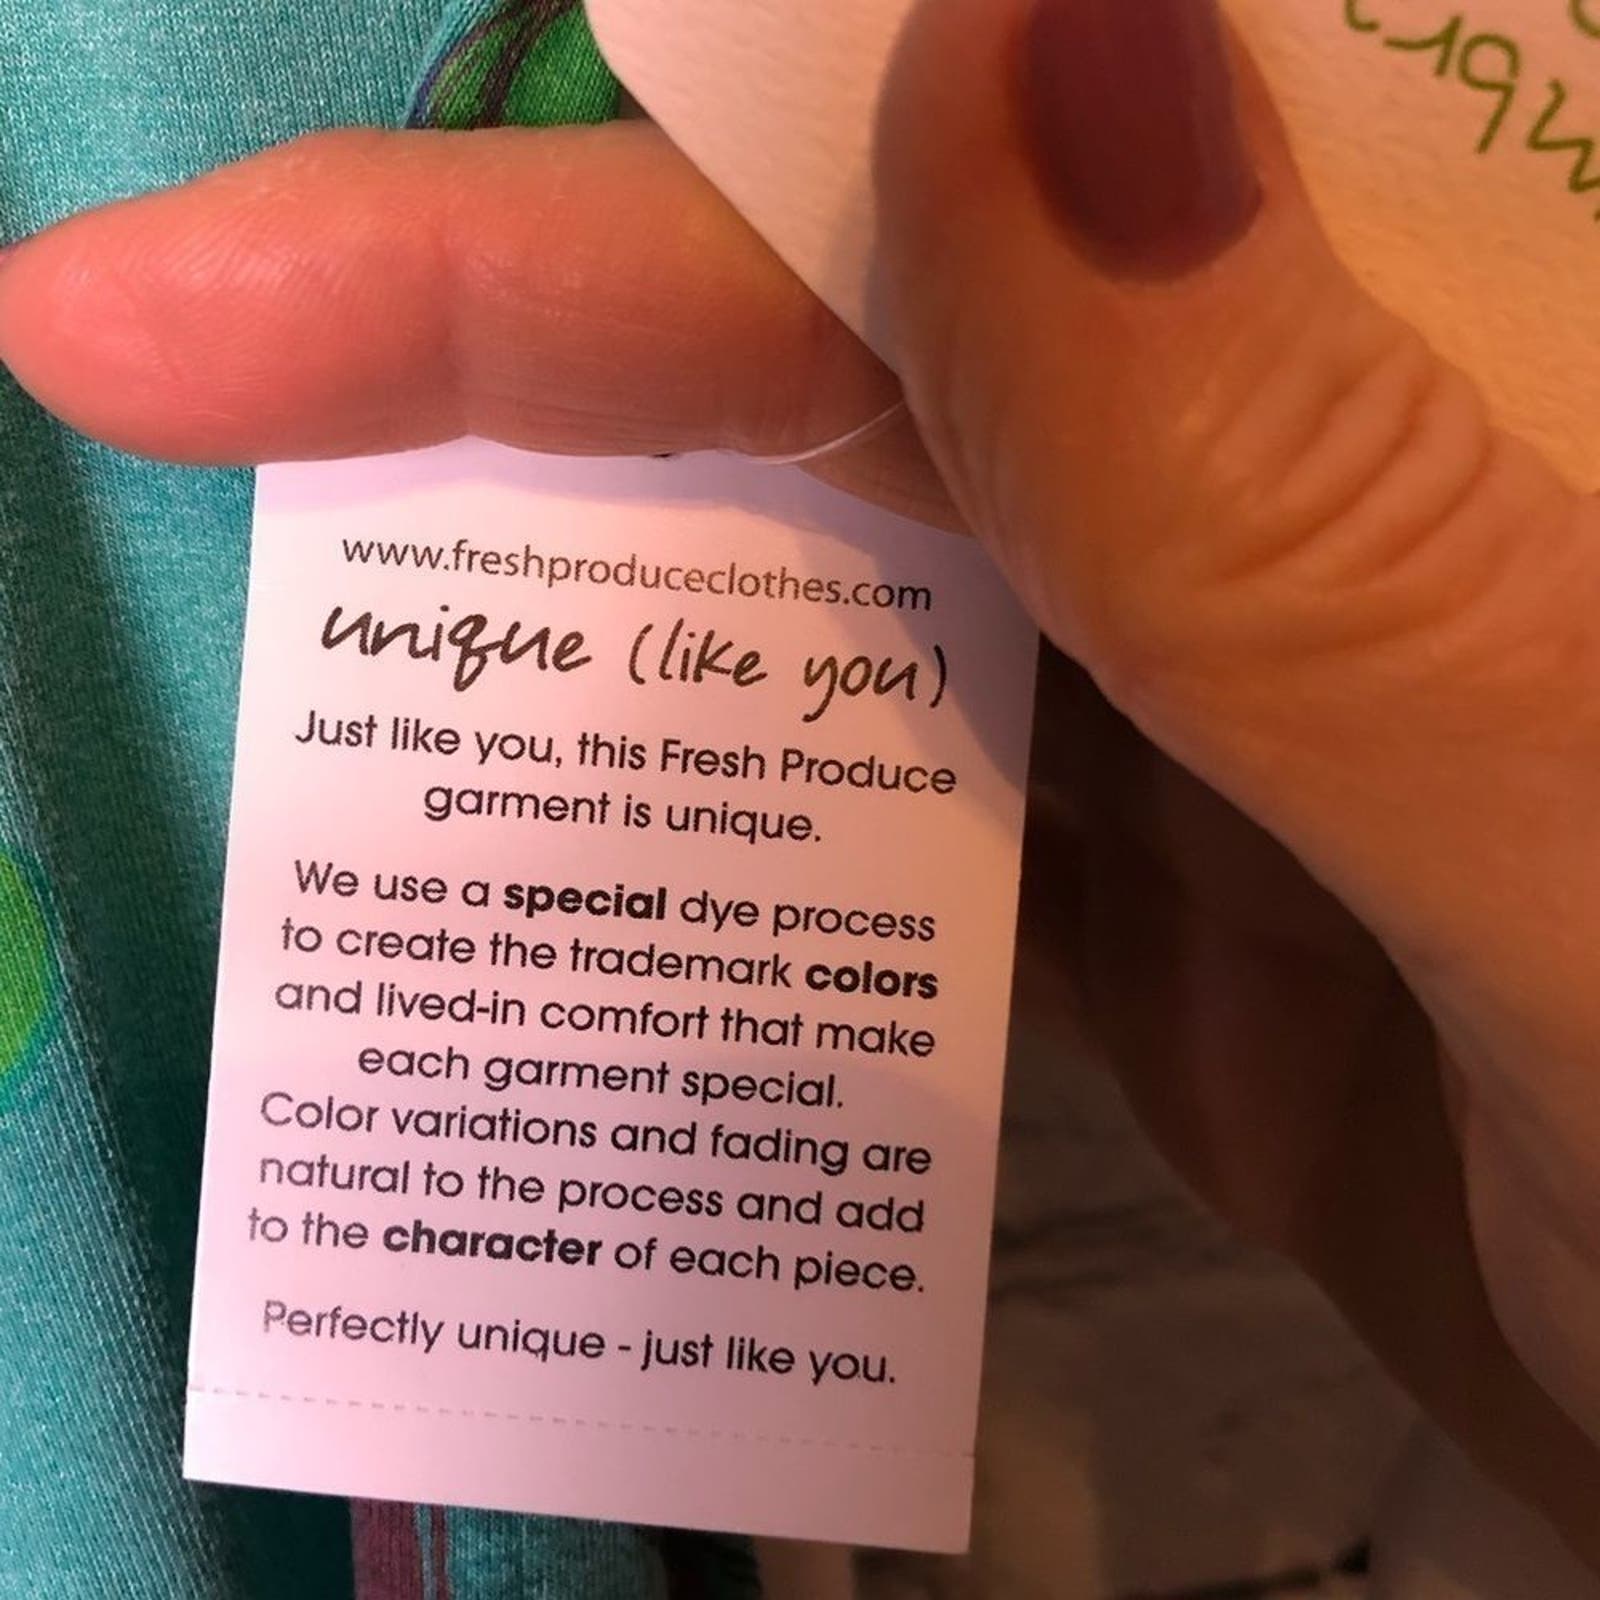 www.freshproduceclothes.com
unique (like you)
Just like you, this Fresh Produce
garment is unique.
We use a special dye process
to create the trademark colors
and lived-in comfort that make
each garment special.
Color variations and fading are
natural to the process and add
to the character of each piece.
Perfectly unique - just like you.